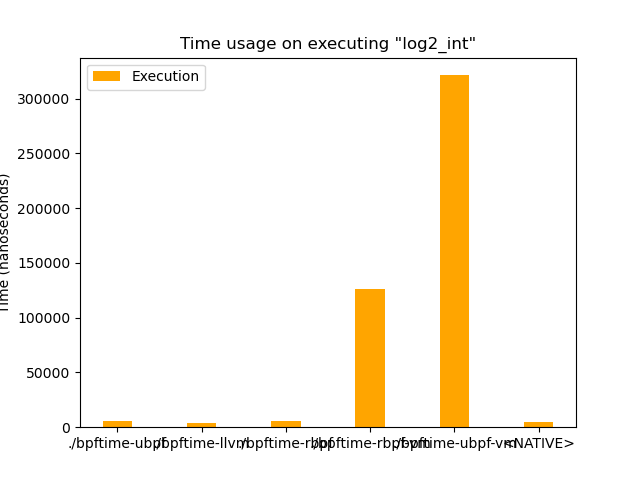 Time usage on executing "log2_int"
Execution
Time (nanoseconds)
300000
250000
200000
150000
100000
50000
0
./bpftime-ubpf ./bpftime-llvm ./bpftime-rbpf ./bpftime-rbpf-vm ./bpftime-ubpf-vm <NATIVE>